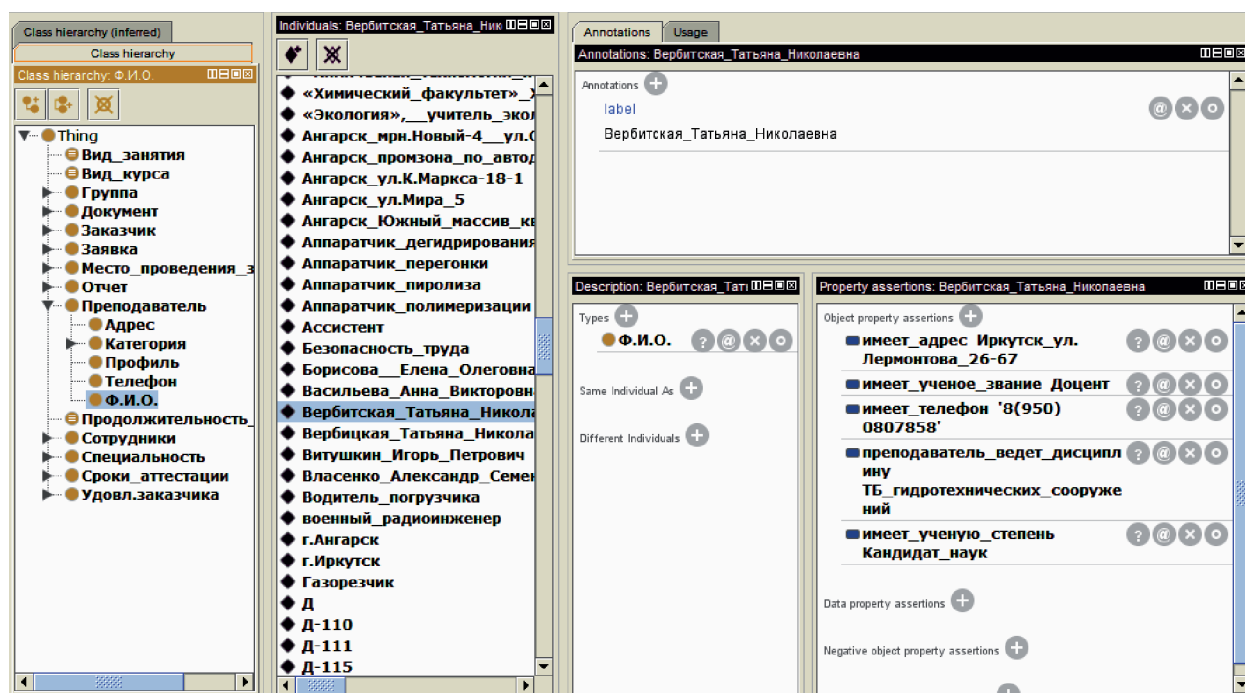 Class hierarchy (inferred)
Class hierarchy
Class hierarchy: Ф.И.О.
Thing
Вид_занятия
Вид_курса
Группа
Документ
Заказчик
Заявка
Место_проведения_з
Отчет
Преподаватель
Адрес
Категория
Профиль
Телефон
Ф.И.О.
Продолжительность_
Сотрудники
Специальность
Сроки_аттестации
Удовл.заказчика
Individuals: Вербитская_Татьяна_Ник
«Химический_факультет»_
«Экология»,__учитель_экол
Ангарск_мрн.Новый-4__ул.
Ангарск_промзона_по_автод
Ангарск_ул.К.Маркса-18-1
Ангарск_ул.Мира_5
Ангарск_Южный_массив_кв
Аппаратчик_дегидрирования
Аппаратчик_перегонки
Аппаратчик_пиролиза
Аппаратчик_полимеризации
Ассистент
Безопасность_труда
Борисова__Елена_Олеговна
Васильева_Анна_Викторовн
Вербитская_Татьяна_Никола
Вербицкая_Татьяна_Никола
Витушкин_Игорь_Петрович
Власенко_Александр_Семен
Водитель_погрузчика
военный_радиоинженер
г.Ангарск
г.Иркутск
Газорезчик
Д
Д-110
Д-111
Д-115
Annotations
Usage
Annotations: Вербитская_Татьяна_Николаевна
Annotations
label
Вербитская_Татьяна_Николаевна
Description: Вербитская_Тать
Types
Ф.И.О.
Same Individual As
Different Individuals
Property assertions: Вербитская_Татьяна_Николаевна
Object property assertions
имеет_адрес Иркутск_ул.
Лермонтова_26-67
имеет_ученое_звание Доцент
имеет_телефон '8(950)
0807858'
преподаватель_ведет_дисципл
ину
ТБ_гидротехнических_сооруже
ний
имеет_ученую_степень
Кандидат_наук
Data property assertions
Negative object property assertions